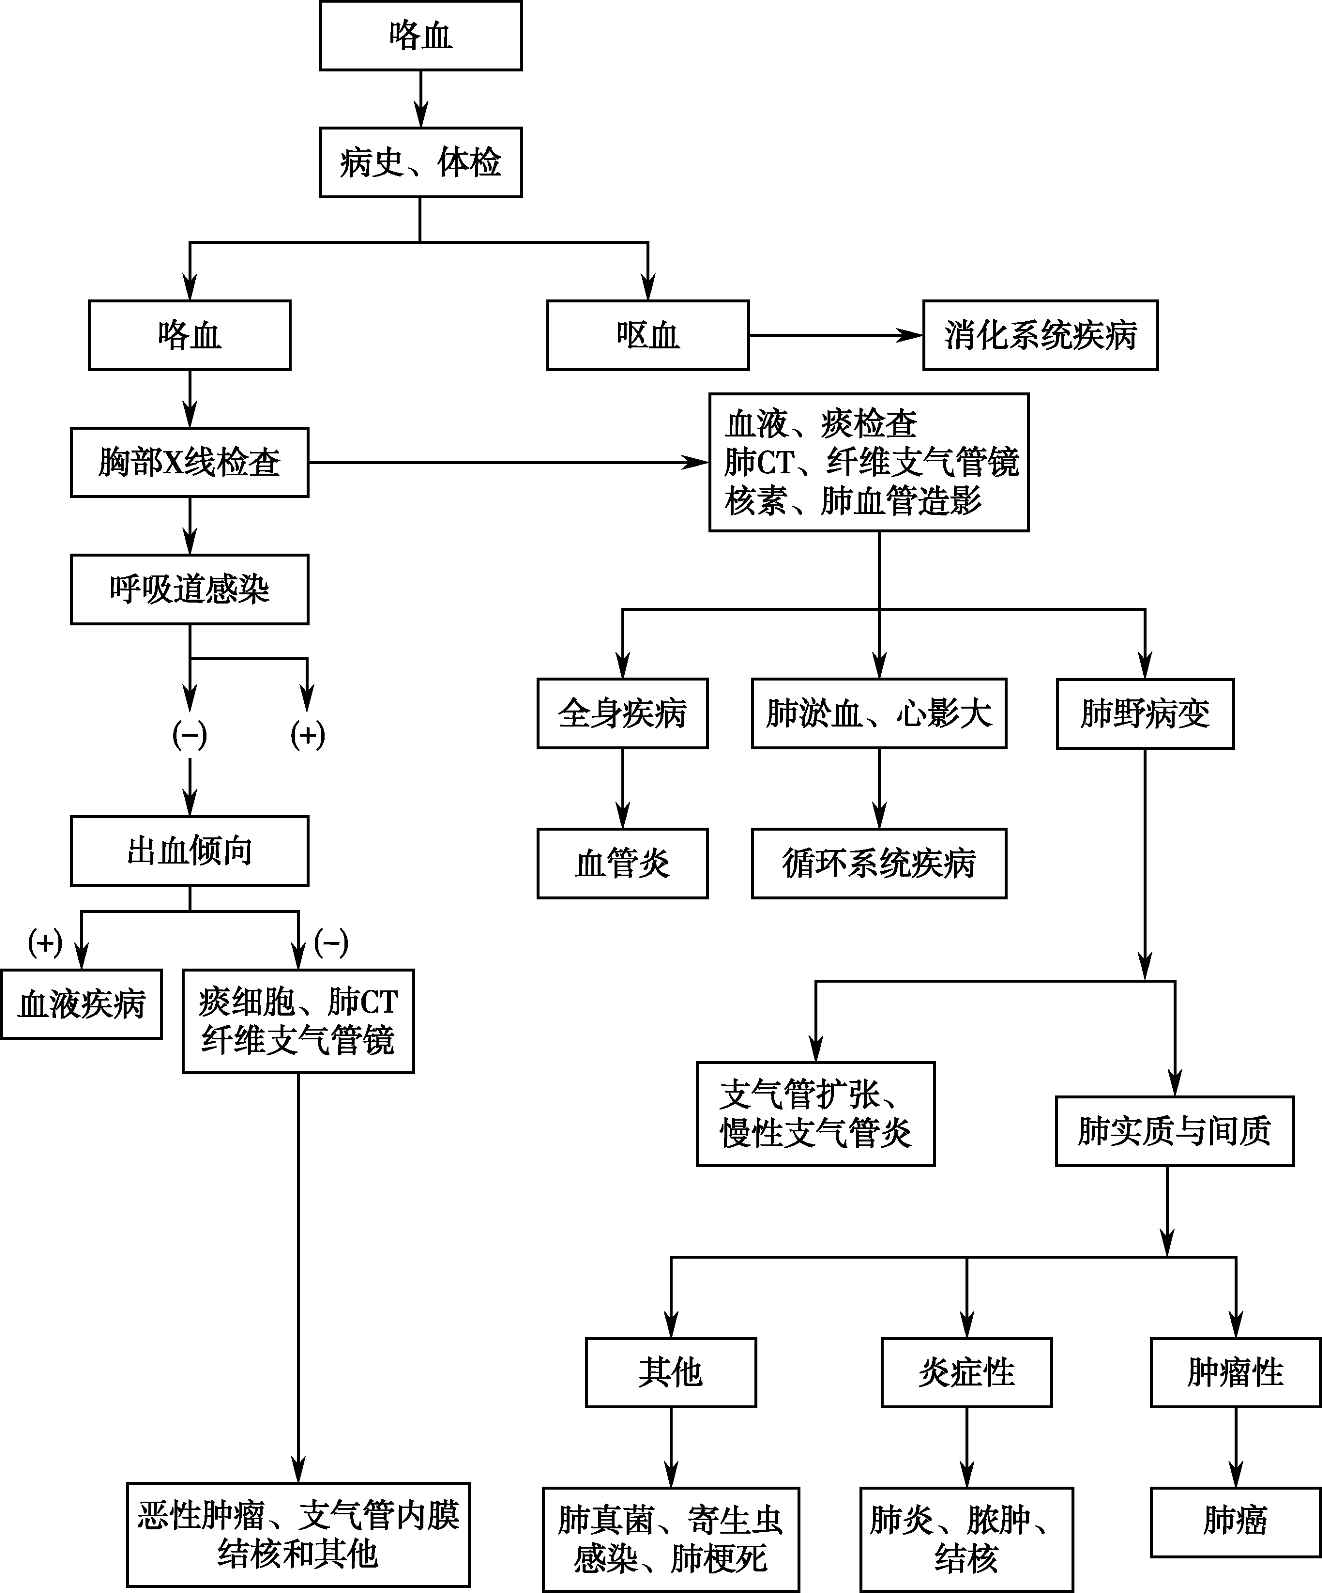 咯血
病史、体检
咯血
呕血
消化系统疾病
胸部X线检查
血液、痰检查
肺CT、纤维支气管镜
核素、肺血管造影
呼吸道感染
(−)
(+)
全身疾病
肺淤血、心影大
肺野病变
出血倾向
血管炎
循环系统疾病
(+)
(−)
血液疾病
痰细胞、肺CT
纤维支气管镜
支气管扩张、
慢性支气管炎
肺实质与间质
其他
炎症性
肿瘤性
恶性肿瘤、支气管内膜
结核和其他
肺真菌、寄生虫
感染、肺梗死
肺炎、脓肿、
结核
肺癌